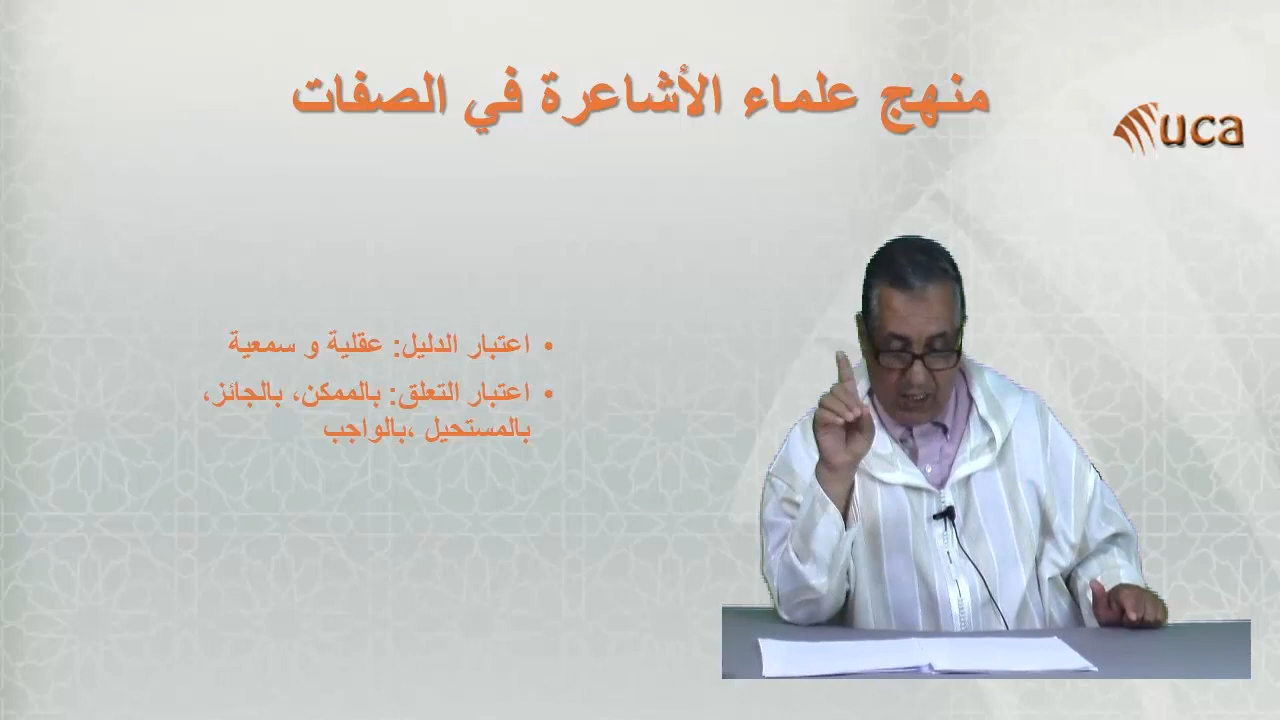 منهج علماء الأشاعرة في الصفات
uca
• اعتبار الدليل: عقلية و سمعية
• اعتبار التعلق: بالممكن، بالجائز،
بالمستحيل ،بالواجب